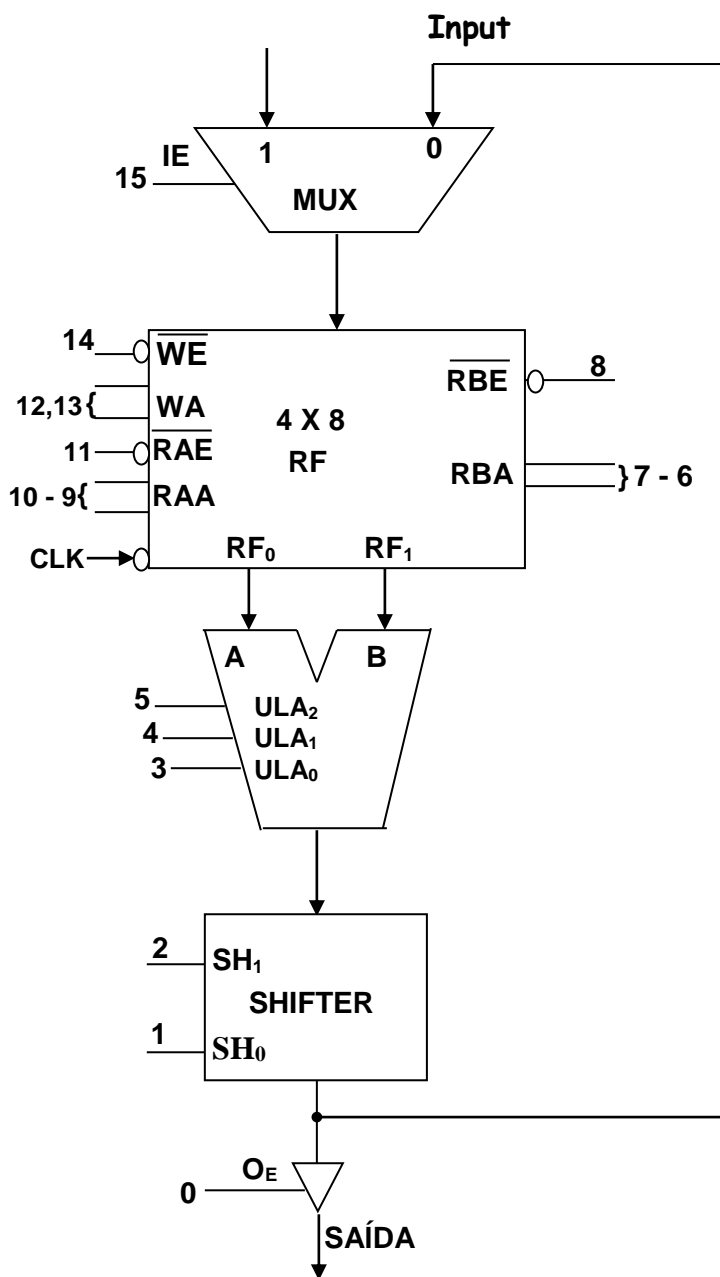 Input
IE
1
0
15
MUX
14
WE
RBE
8
12,13{
WA
4 X 8
11
RAE
RF
10 - 9{
RAA
RBA
}7 - 6
CLK
RF₀
RF₁
A
B
5
ULA₂
4
ULA₁
3
ULA₀
2
SH₁
SHIFTER
1
SH₀
OE
0
SAÍDA